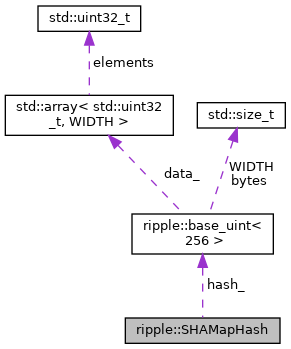 std::uint32_t
elements
std::array< std::uint32
_t, WIDTH >
std::size_t
data_
WIDTH
bytes
ripple::base_uint<
256 >
hash_
ripple::SHAMapHash